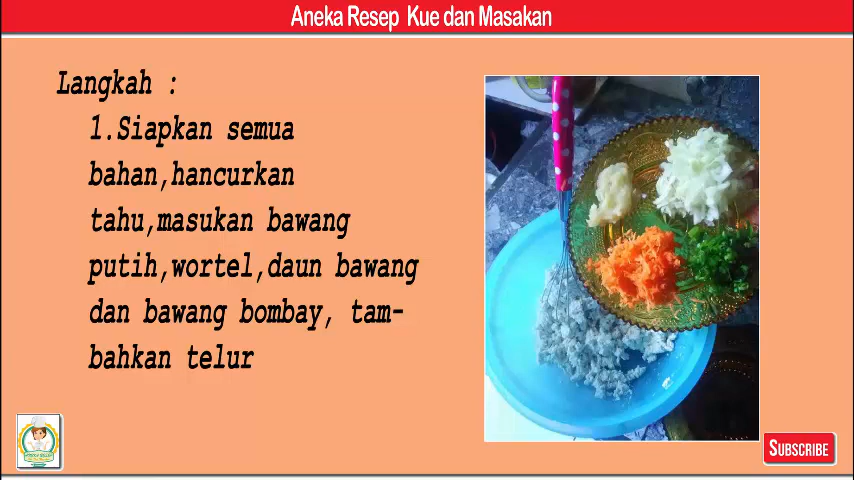 Aneka Resep Kue dan Masakan
Langkah :
1.Siapkan semua
bahan,hancurkan
tahu,masukan bawang
putih,wortel,daun bawang
dan bawang bombay, tam-
bahkan telur
SUBSCRIBE